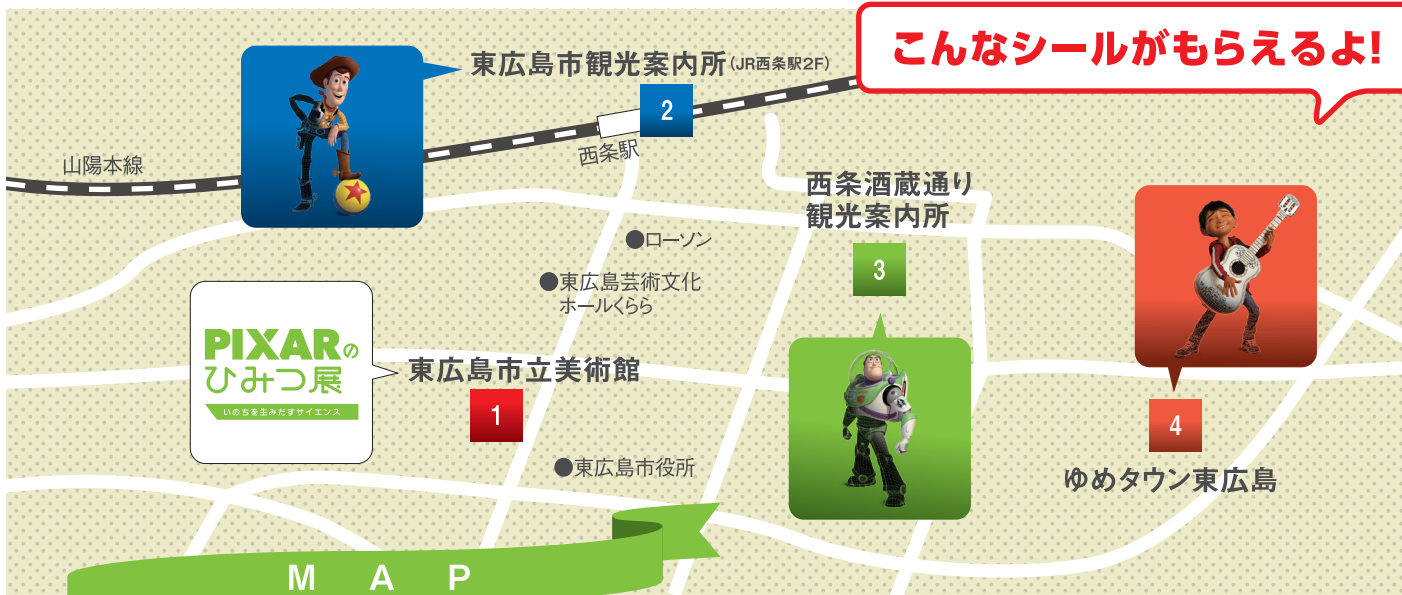 こんなシールがもらえるよ!
東広島市観光案内所(JR西条駅2F)
2
西条駅
山陽本線
西条酒蔵通り
観光案内所
3
ローソン
東広島芸術文化
ホールくらら
PIXARの
ひみつ展
いのちを生みだすサイエンス
東広島市立美術館
1
東広島市役所
4
ゆめタウン東広島
MAP